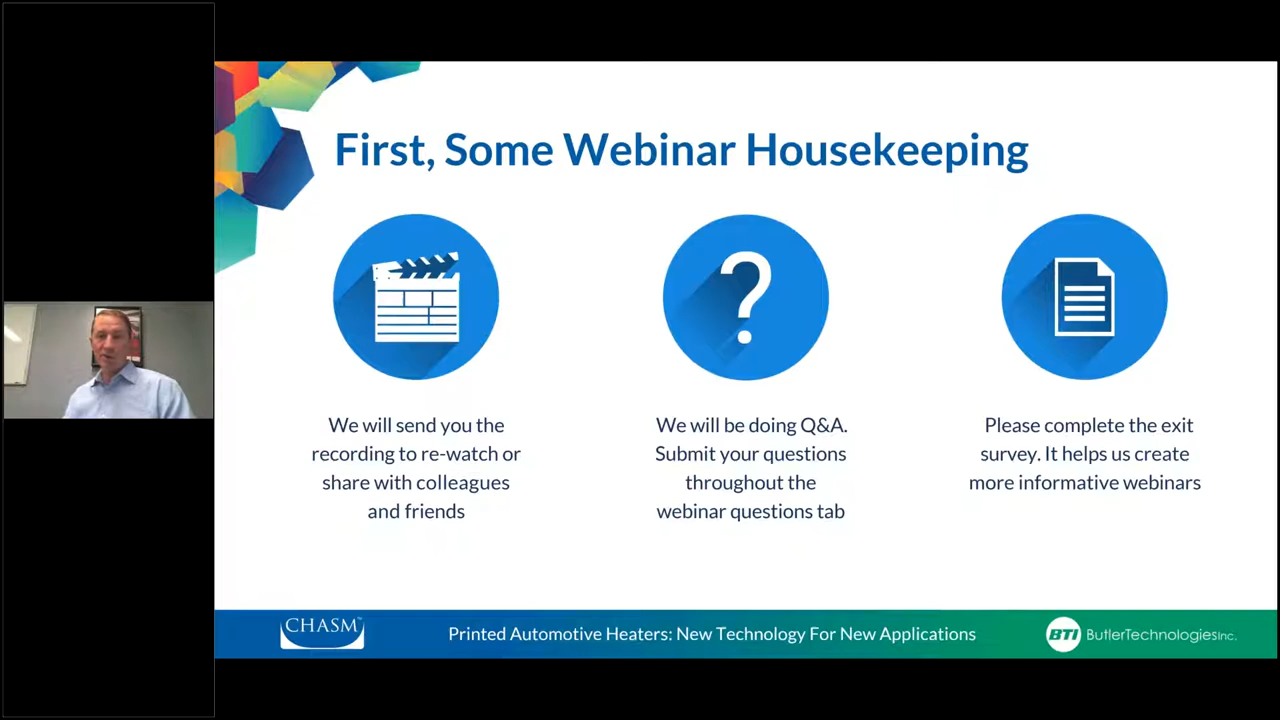 First, Some Webinar Housekeeping
We will send you the
recording to re-watch or
share with colleagues
and friends
We will be doing Q&A.
Submit your questions
throughout the
webinar questions tab
Please complete the exit
survey. It helps us create
more informative webinars
CHASM™
Printed Automotive Heaters: New Technology For New Applications
BTI ButlerTechnologiesInc.